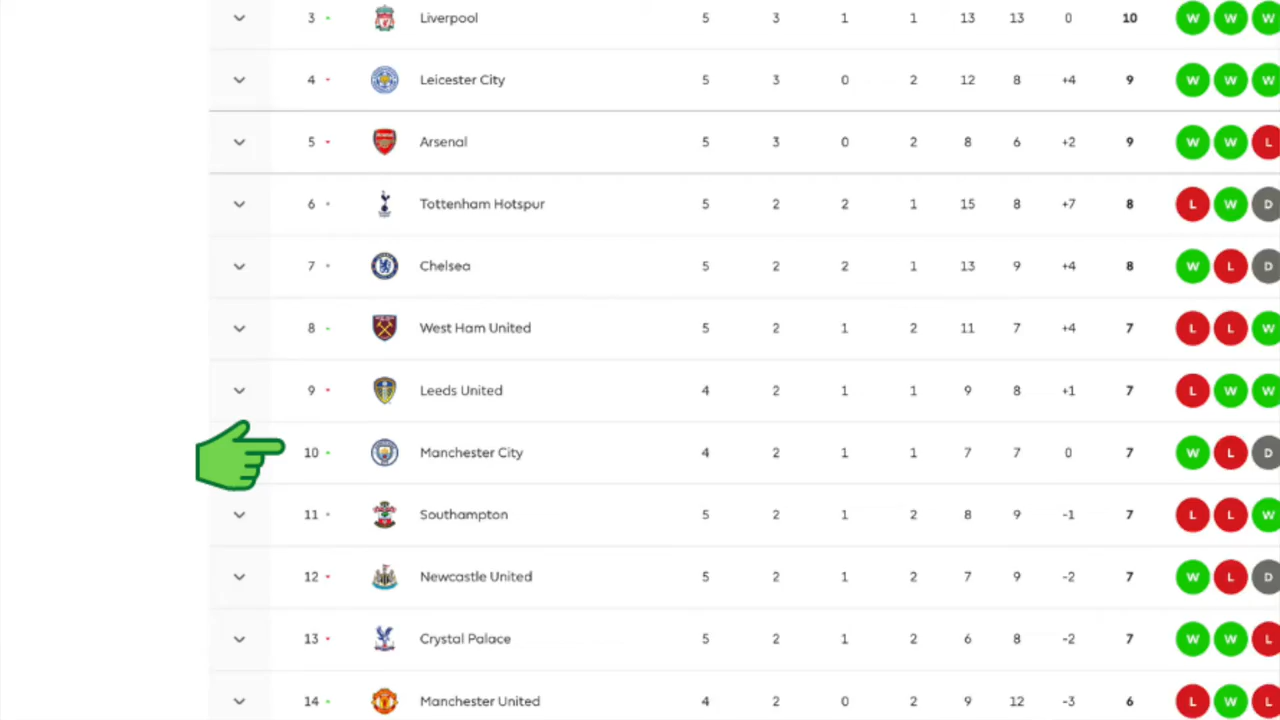 3 Liverpool 5 3 1 1 13 13 0 10 W W W
4 Leicester City 5 3 0 2 12 8 +4 9 W W W
5 Arsenal 5 3 0 2 8 6 +2 9 W W L
6 Tottenham Hotspur 5 2 2 1 15 8 +7 8 L W D
7 Chelsea 5 2 2 1 13 9 +4 8 W L D
8 West Ham United 5 2 1 2 11 7 +4 7 L L W
9 Leeds United 4 2 1 1 9 8 +1 7 L W W
10 Manchester City 4 2 1 1 7 7 0 7 W L D
11 Southampton 5 2 1 2 8 9 -1 7 L L W
12 Newcastle United 5 2 1 2 7 9 -2 7 W L D
13 Crystal Palace 5 2 1 2 6 8 -2 7 W W L
14 Manchester United 4 2 0 2 9 12 -3 6 L W L